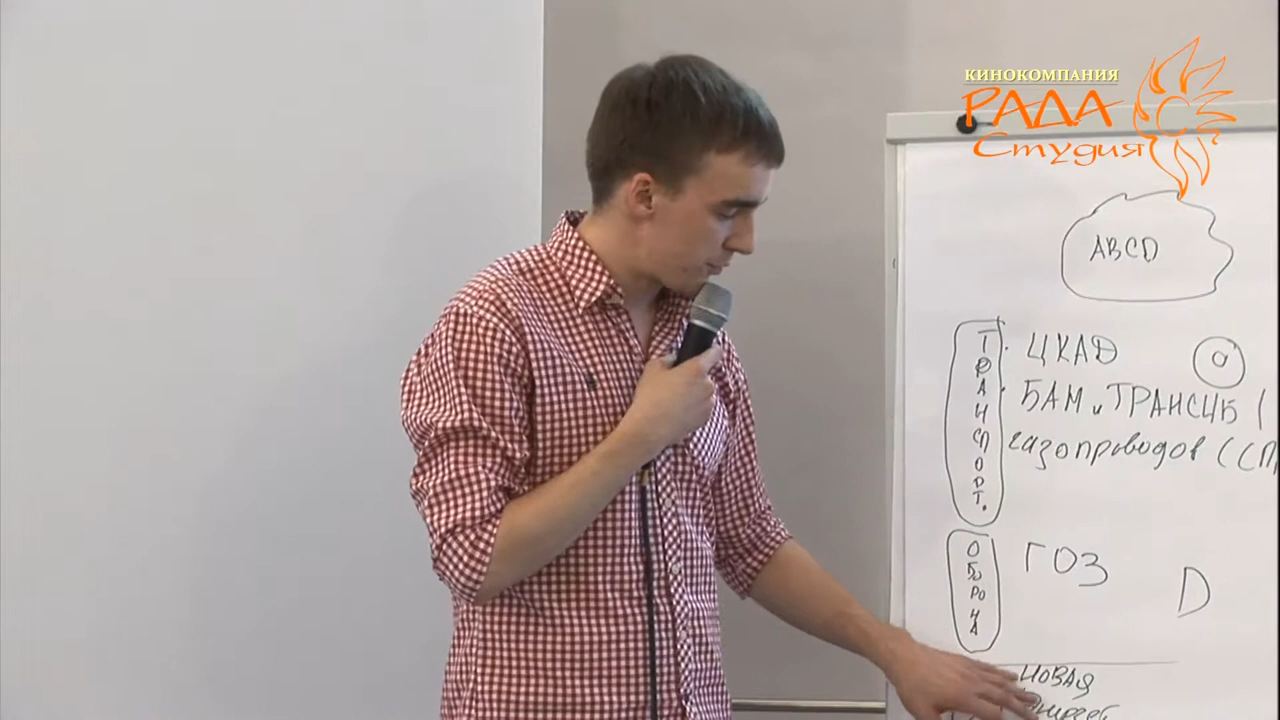 КИНОКОМПАНИЯ
РАДА
Студия
ABCD
ТРАНСПОРТ.
· ЦКАД
· БАМ и ТРАНСИБ
газопроводов (СП
ОБОРОНА
ГОЗ
D
НОВАЯ